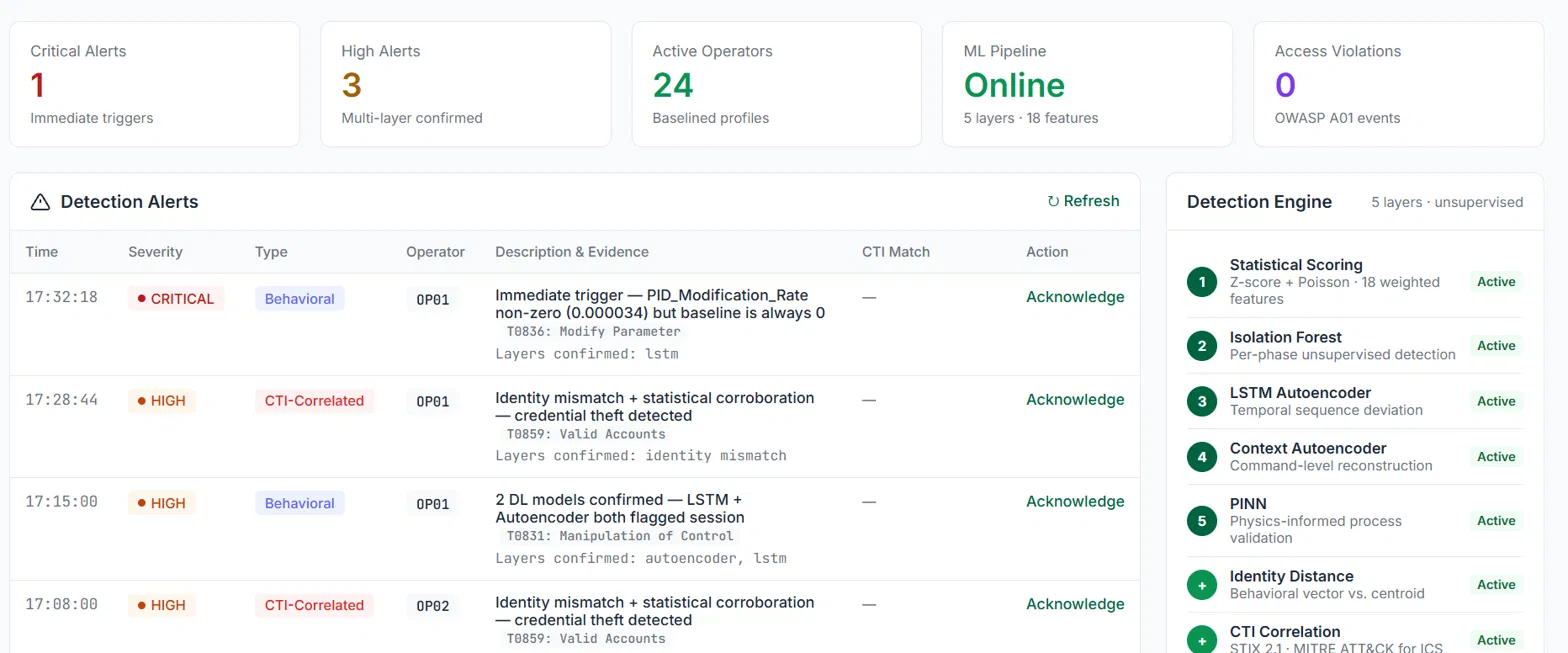 Critical Alerts
1
Immediate triggers
High Alerts
3
Multi-layer confirmed
Active Operators
24
Baselined profiles
ML Pipeline
Online
5 layers · 18 features
Access Violations
0
OWASP A01 events
Detection Alerts
↻ Refresh
Time Severity Type Operator Description & Evidence CTI Match Action
17:32:18 CRITICAL Behavioral OP01 Immediate trigger — PID_Modification_Rate — Acknowledge
non-zero (0.000034) but baseline is always 0
T0836: Modify Parameter
Layers confirmed: lstm
17:28:44 HIGH CTI-Correlated OP01 Identity mismatch + statistical corroboration — Acknowledge
— credential theft detected
T0859: Valid Accounts
Layers confirmed: identity mismatch
17:15:00 HIGH Behavioral OP01 2 DL models confirmed — LSTM + — Acknowledge
Autoencoder both flagged session
T0831: Manipulation of Control
Layers confirmed: autoencoder, lstm
17:08:00 HIGH CTI-Correlated OP02 Identity mismatch + statistical corroboration — Acknowledge
— credential theft detected
T0859: Valid Accounts
Detection Engine
5 layers · unsupervised
1 Statistical Scoring Active
Z-score + Poisson · 18 weighted
features
2 Isolation Forest Active
Per-phase unsupervised detection
3 LSTM Autoencoder Active
Temporal sequence deviation
4 Context Autoencoder Active
Command-level reconstruction
5 PINN Active
Physics-informed process
validation
+ Identity Distance Active
Behavioral vector vs. centroid
+ CTI Correlation Active
STIX 2.1 · MITRE ATT&CK for ICS